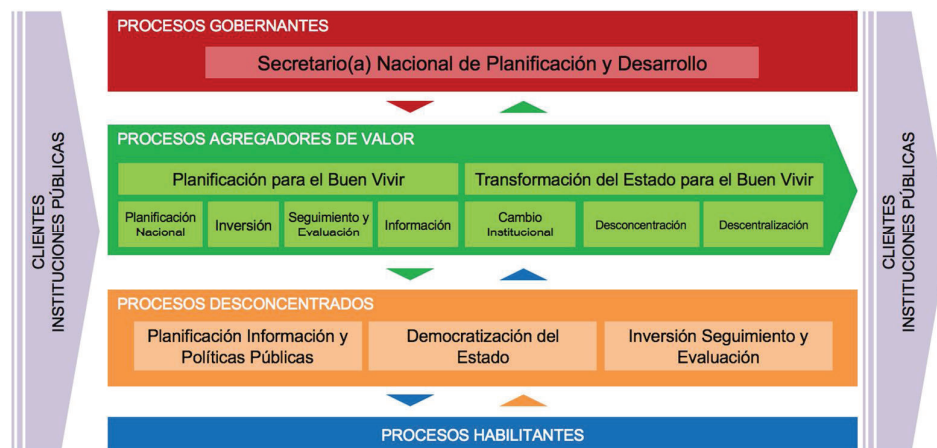 CLIENTES
INSTITUCIONES PÚBLICAS
PROCESOS GOBERNANTES
Secretario(a) Nacional de Planificación y Desarrollo
PROCESOS AGREGADORES DE VALOR
Planificación para el Buen Vivir
Transformación del Estado para el Buen Vivir
Planificación
Nacional
Inversión
Seguimiento y
Evaluación
Información
Cambio
Institucional
Desconcentración
Descentralización
PROCESOS DESCONCENTRADOS
Planificación Información y
Políticas Públicas
Democratización del
Estado
Inversión Seguimiento y
Evaluación
PROCESOS HABILITANTES
CLIENTES
INSTITUCIONES PÚBLICAS